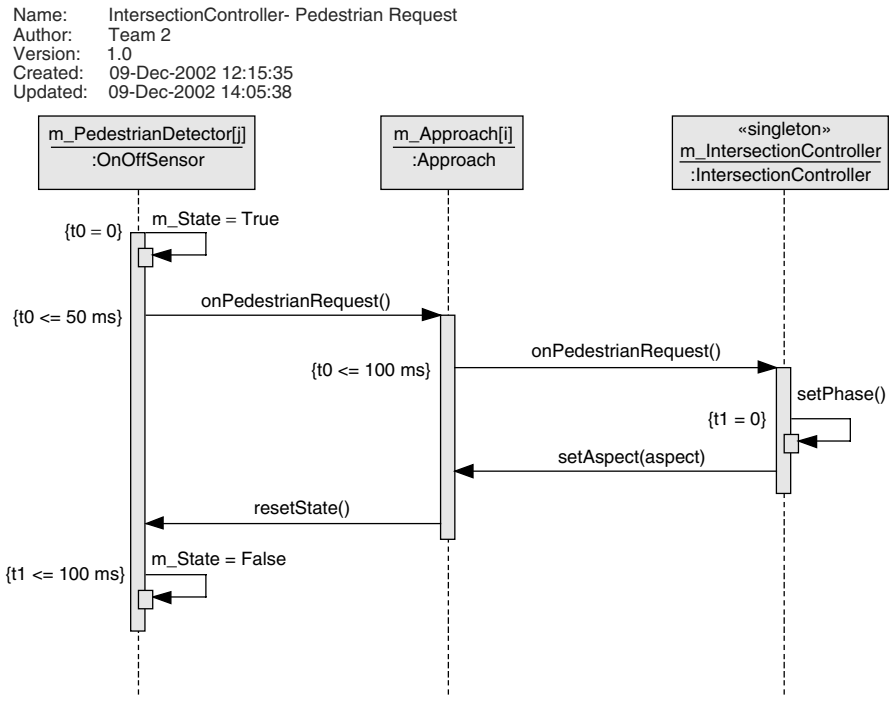 Name: IntersectionController- Pedestrian Request
Author: Team 2
Version: 1.0
Created: 09-Dec-2002 12:15:35
Updated: 09-Dec-2002 14:05:38
m_PedestrianDetector[j]
:OnOffSensor
m_Approach[i]
:Approach
«singleton»
m_IntersectionController
:IntersectionController
m_State = True
{t0 = 0}
onPedestrianRequest()
{t0 <= 50 ms}
onPedestrianRequest()
{t0 <= 100 ms}
setPhase()
{t1 = 0}
setAspect(aspect)
resetState()
m_State = False
{t1 <= 100 ms}